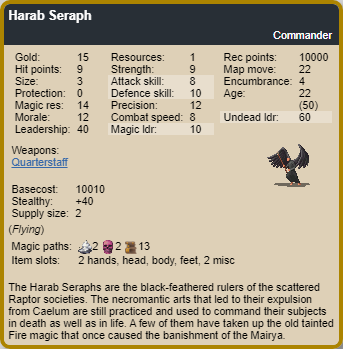 Harab Seraph
Commander
Gold: 15 Resources: 1 Rec points: 10000
Hit points: 9 Strength: 9 Map move: 22
Size: 3 Attack skill: 8 Encumbrance: 4
Protection: 0 Defence skill: 10 Age: 22
Magic res: 14 Precision: 12 (50)
Morale: 12 Combat speed: 8 Undead ldr: 60
Leadership: 40 Magic ldr: 10
Weapons:
Quarterstaff
Basecost: 10010
Stealthy: +40
Supply size: 2
(Flying)
Magic paths: 2 2 13
Item slots: 2 hands, head, body, feet, 2 misc
The Harab Seraphs are the black-feathered rulers of the scattered
Raptor societies. The necromantic arts that led to their expulsion
from Caelum are still practiced and used to command their subjects
in death as well as in life. A few of them have taken up the old tainted
Fire magic that once caused the banishment of the Mairya.